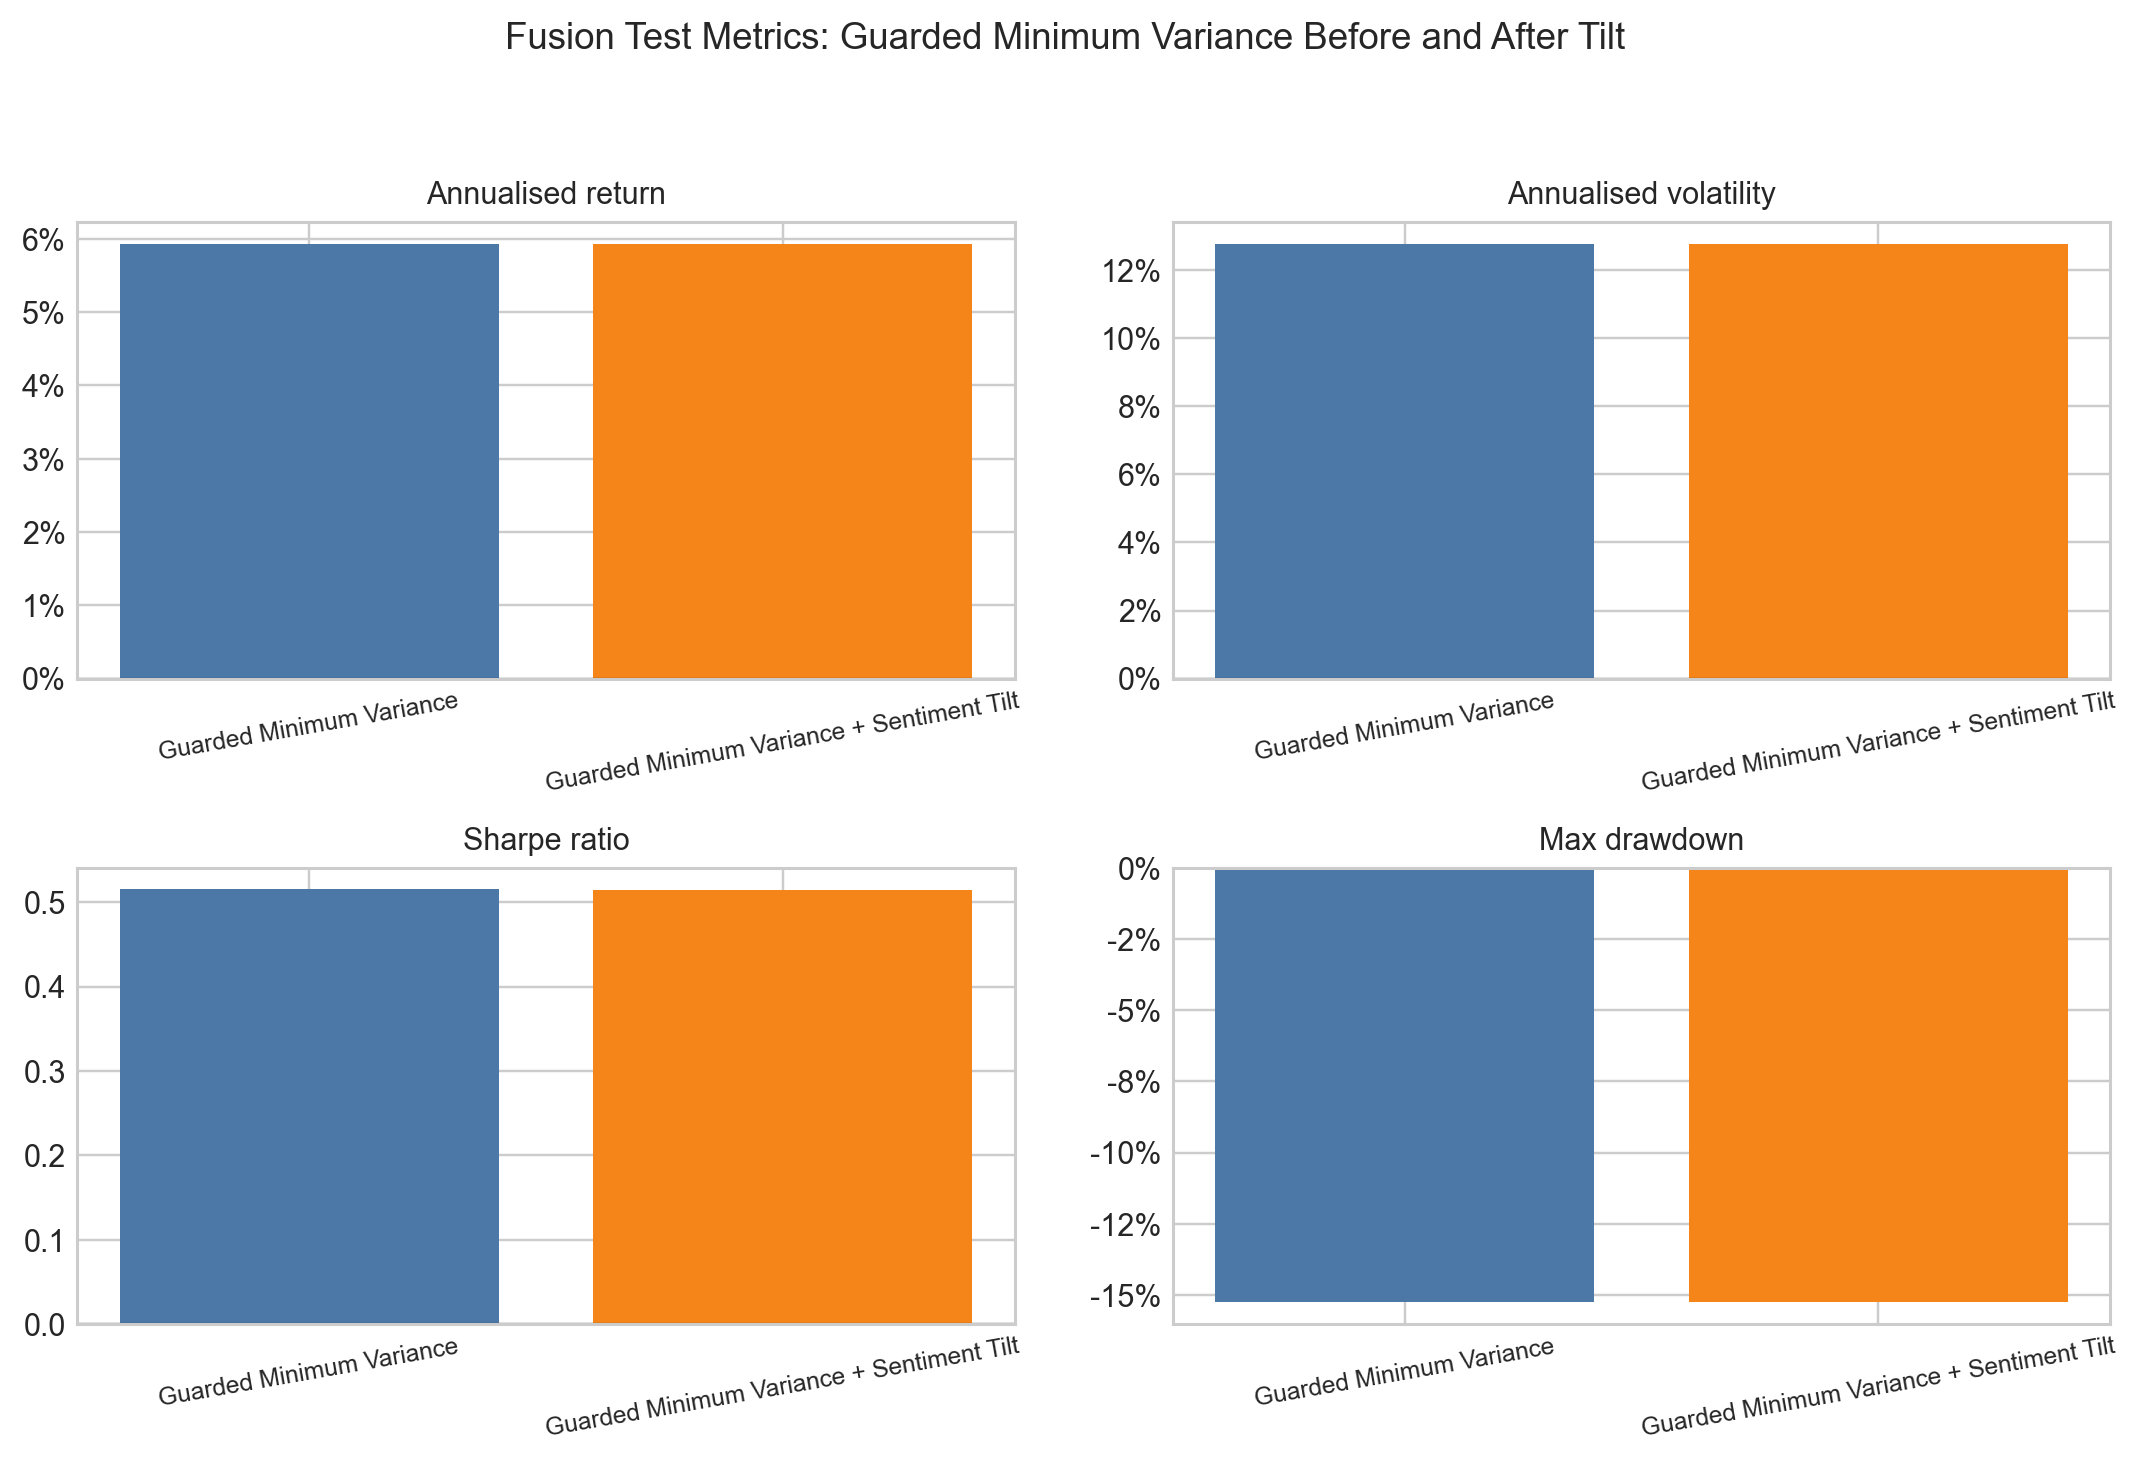 Fusion Test Metrics: Guarded Minimum Variance Before and After Tilt
Annualised return
6%
5%
4%
3%
2%
1%
0%
Guarded Minimum Variance
Guarded Minimum Variance + Sentiment Tilt
Annualised volatility
12%
10%
8%
6%
4%
2%
0%
Guarded Minimum Variance
Guarded Minimum Variance + Sentiment Tilt
Sharpe ratio
0.5
0.4
0.3
0.2
0.1
0.0
Guarded Minimum Variance
Guarded Minimum Variance + Sentiment Tilt
Max drawdown
0%
-2%
-5%
-8%
-10%
-12%
-15%
Guarded Minimum Variance
Guarded Minimum Variance + Sentiment Tilt